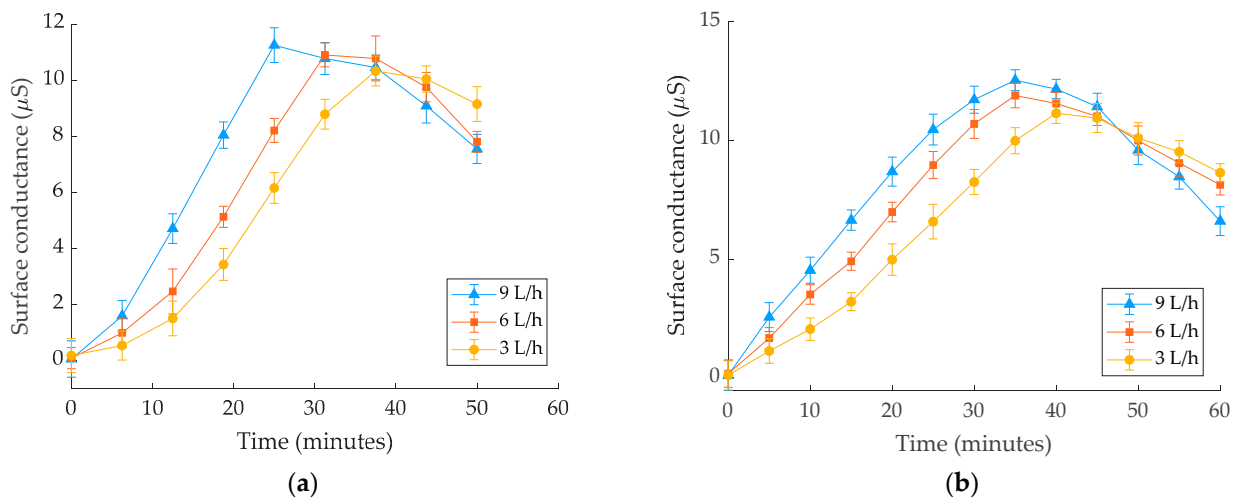 12
10
8
6
4
2
0
Surface conductance (μS)
9 L/h
6 L/h
3 L/h
0 10 20 30 40 50 60
Time (minutes)
(a)
15
10
5
0
Surface conductance (μS)
9 L/h
6 L/h
3 L/h
0 10 20 30 40 50 60
Time (minutes)
(b)